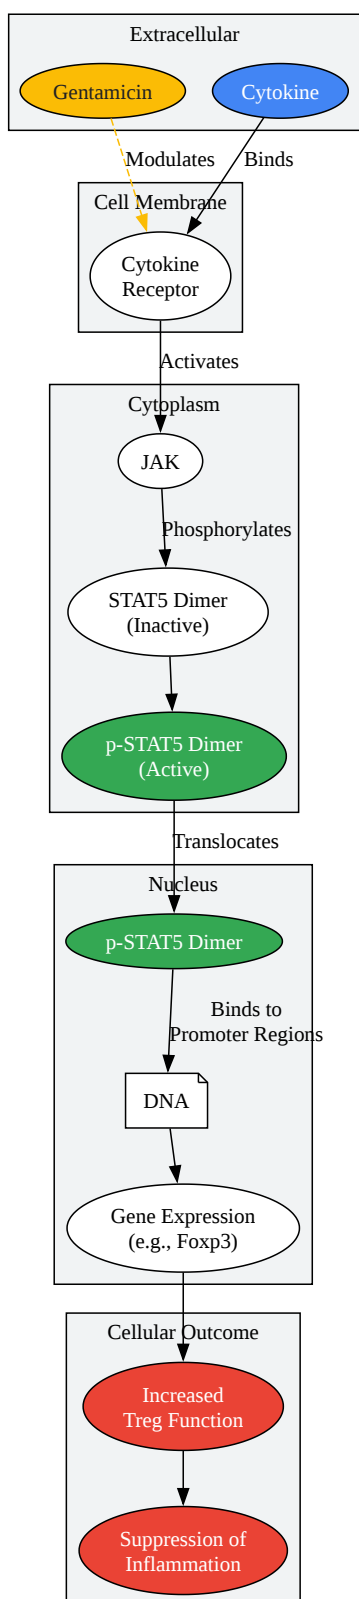 Extracellular
Gentamicin
Cytokine
Modulates
Binds
Cell Membrane
Cytokine
Receptor
Activates
Cytoplasm
JAK
Phosphorylates
STAT5 Dimer
(Inactive)
p-STAT5 Dimer
(Active)
Translocates
Nucleus
p-STAT5 Dimer
Binds to
Promoter Regions
DNA
Gene Expression
(e.g., Foxp3)
Cellular Outcome
Increased
Treg Function
Suppression of
Inflammation